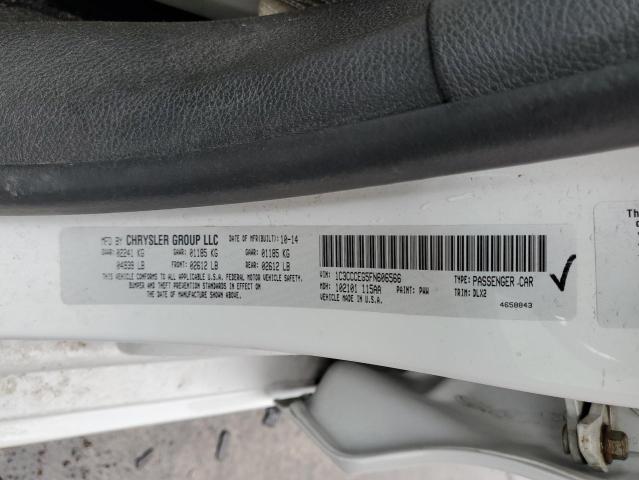 MFD BY CHRYSLER GROUP LLC DATE OF MFR(BUILT): 10-14
GVWR: 02241 KG GAWR: 01185 KG GAWR: 01185 KG
04939 LB FRONT: 02612 LB REAR: 02612 LB
THIS VEHICLE CONFORMS TO ALL APPLICABLE U.S.A. FEDERAL MOTOR VEHICLE SAFETY,
BUMPER AND THEFT PREVENTION STANDARDS IN EFFECT ON
THE DATE OF MANUFACTURE SHOWN ABOVE.
VIN: 1C3CCCEG5FN606566 TYPE: PASSENGER CAR
MDH: 102101 115AA PAINT: PAW TRIM: DLX2
VEHICLE MADE IN U.S.A. 4658843